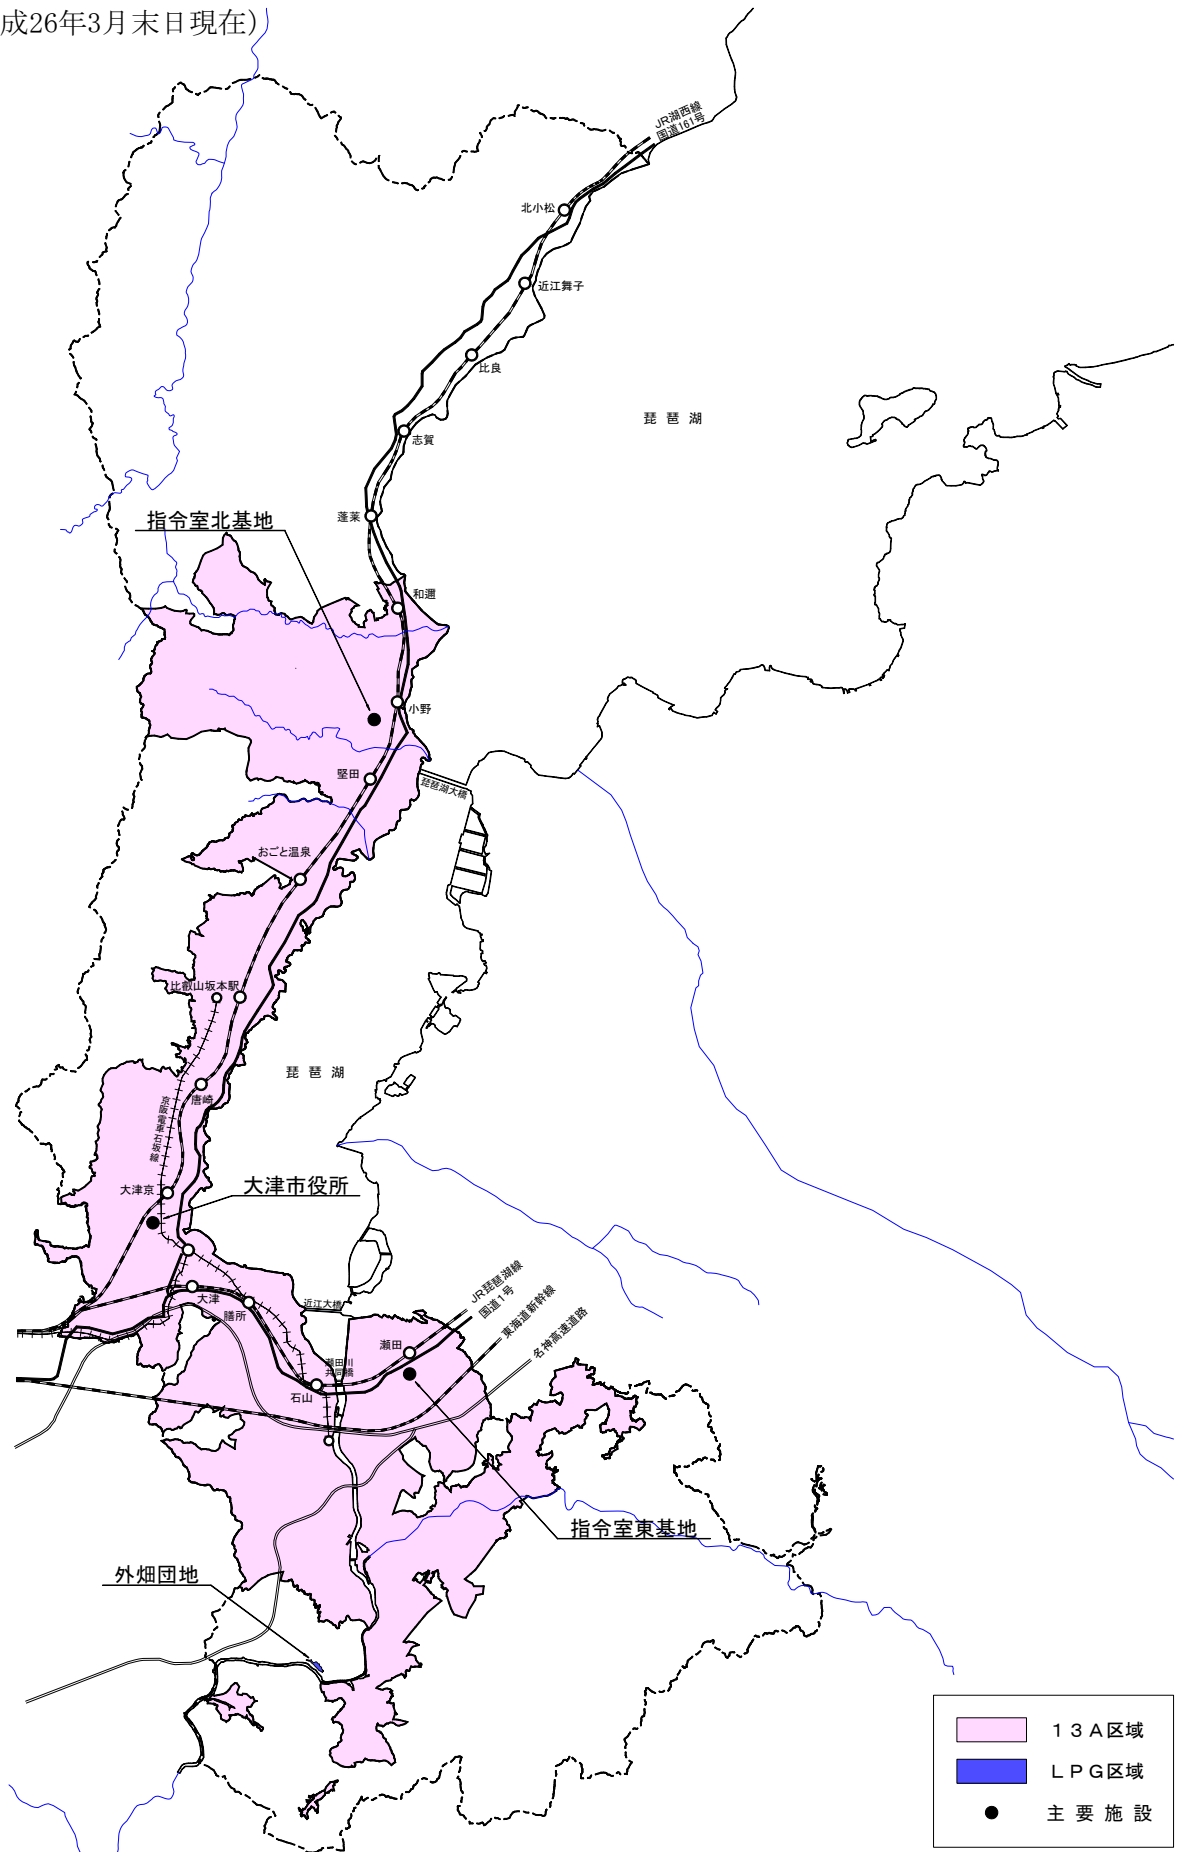 成26年3月末日現在)
JR湖西線
国道161号
北小松
近江舞子
比良
琵琶湖
志賀
蓬莱
指令室北基地
和邇
小野
堅田
琵琶湖大橋
おごと温泉
比叡山坂本駅
琵琶湖
唐崎
京阪電車石坂線
大津京
大津市役所
JR琵琶湖線
国道1号
東海道新幹線
名神高速道路
大津
近江大橋
膳所
瀬田
瀬田川
共同橋
石山
指令室東基地
外畑団地
13A区域
LPG区域
主要施設